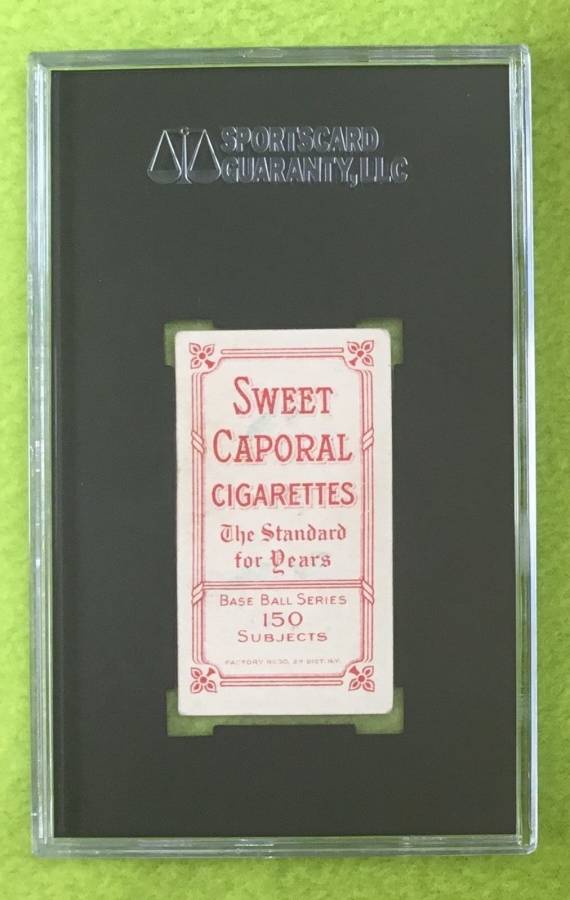 SPORTSCARD
GUARANTY, LLC
SWEET
CAPORAL
CIGARETTES
The Standard
for Years
BASE BALL SERIES
150
SUBJECTS
FACTORY NO 30, 2D DIST. N.Y.